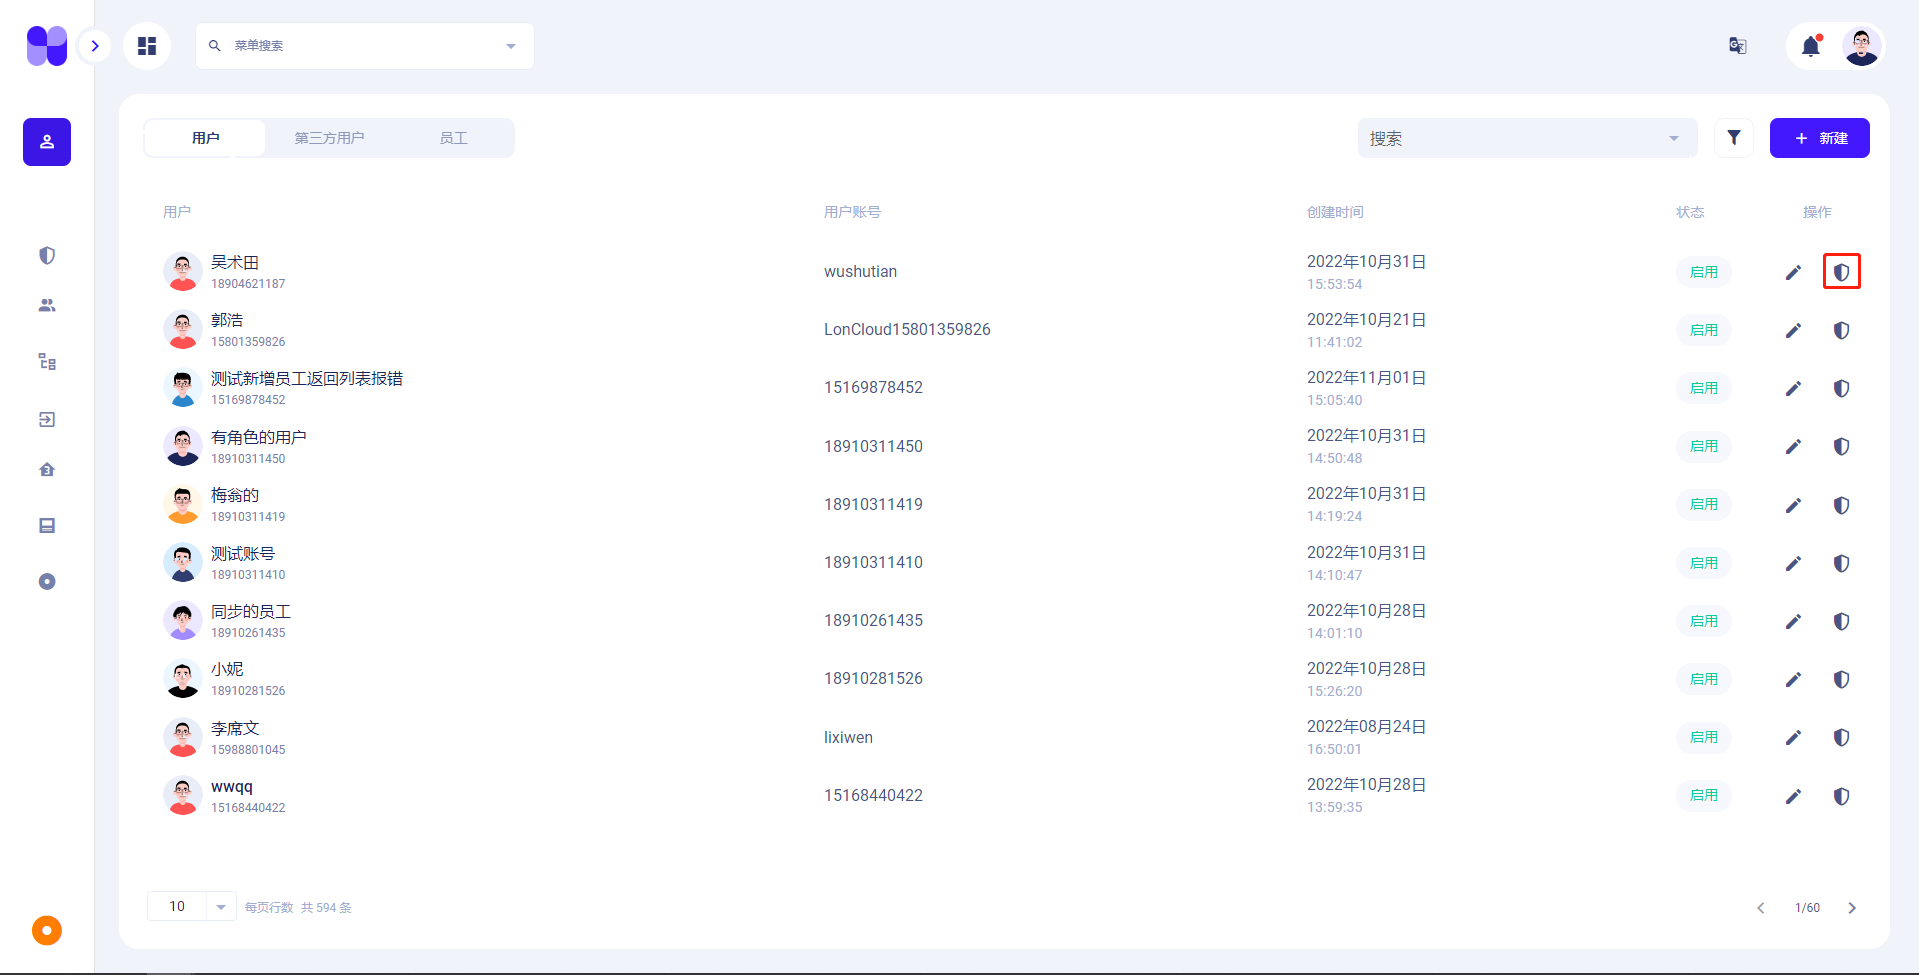 菜单搜索
用户 第三方用户 员工
搜索
新建
用户 用户账号 创建时间 状态 操作
吴术田
18904621187
wushutian
2022年10月31日
15:53:54
启用
郭浩
15801359826
LonCloud15801359826
2022年10月21日
11:41:02
启用
测试新增员工返回列表报错
15169878452
15169878452
2022年11月01日
15:05:40
启用
有角色的用户
18910311450
18910311450
2022年10月31日
14:50:48
启用
梅翁的
18910311419
18910311419
2022年10月31日
14:19:24
启用
测试账号
18910311410
18910311410
2022年10月31日
14:10:47
启用
同步的员工
18910261435
18910261435
2022年10月28日
14:01:10
启用
小妮
18910281526
18910281526
2022年10月28日
15:26:20
启用
李席文
15988801045
lixiwen
2022年08月24日
16:50:01
启用
wwqq
15168440422
15168440422
2022年10月28日
13:59:35
启用
10 每页行数 共 594 条
1/60